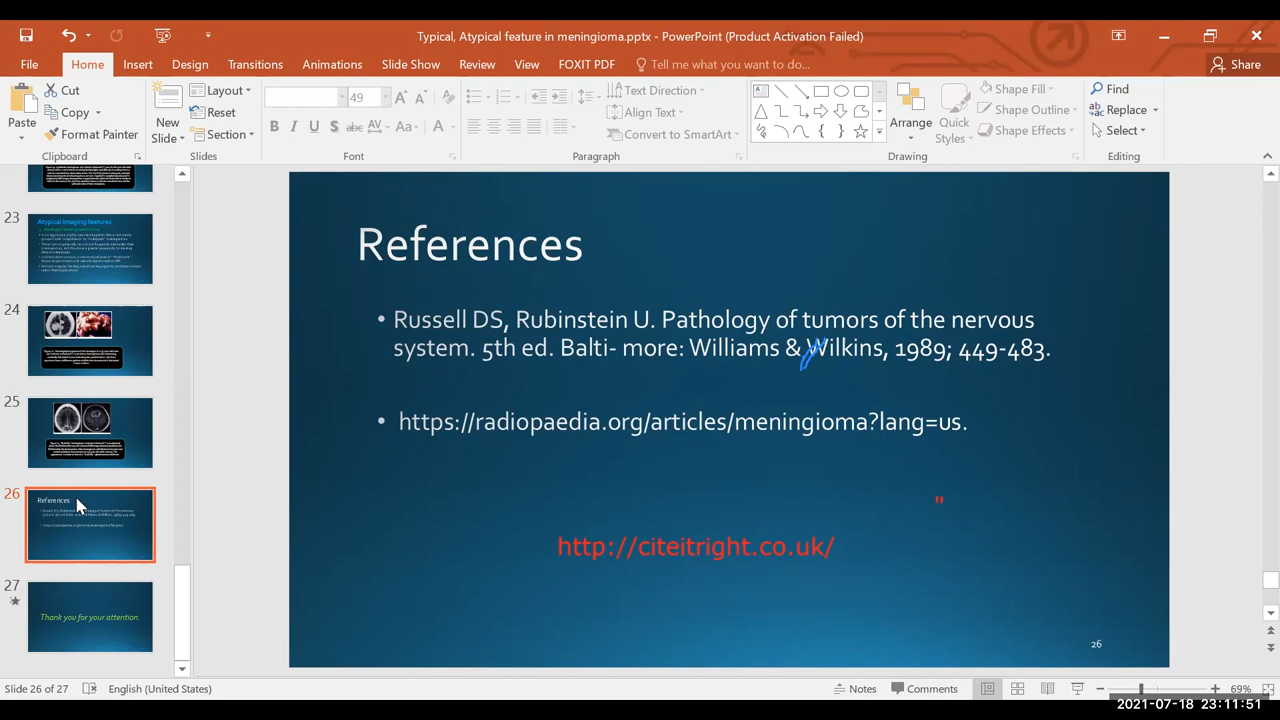 Typical, Atypical feature in meningioma.pptx - PowerPoint (Product Activation Failed)
File Home Insert Design Transitions Animations Slide Show Review View FOXIT PDF Tell me what you want to do... Share
Paste
Cut
Copy
Format Painter
Clipboard
New
Slide
Layout
Reset
Section
Slides
49
B I U S abc AV Aa A
Font
Text Direction
Align Text
Convert to SmartArt
Paragraph
Arrange
Quick
Styles
Shape Fill
Shape Outline
Shape Effects
Drawing
Find
Replace
Select
Editing
23
Atypical imaging features
24
25
26
References
27
Thank you for your attention.
References
• Russell DS, Rubinstein U. Pathology of tumors of the nervous
system. 5th ed. Balti- more: Williams & Wilkins, 1989;449-483.
• https://radiopaedia.org/articles/meningioma?lang=us.
"
http://citeitright.co.uk/
26
Slide 26 of 27 English (United States) Notes Comments 69%
2021-07-18 23:11:51